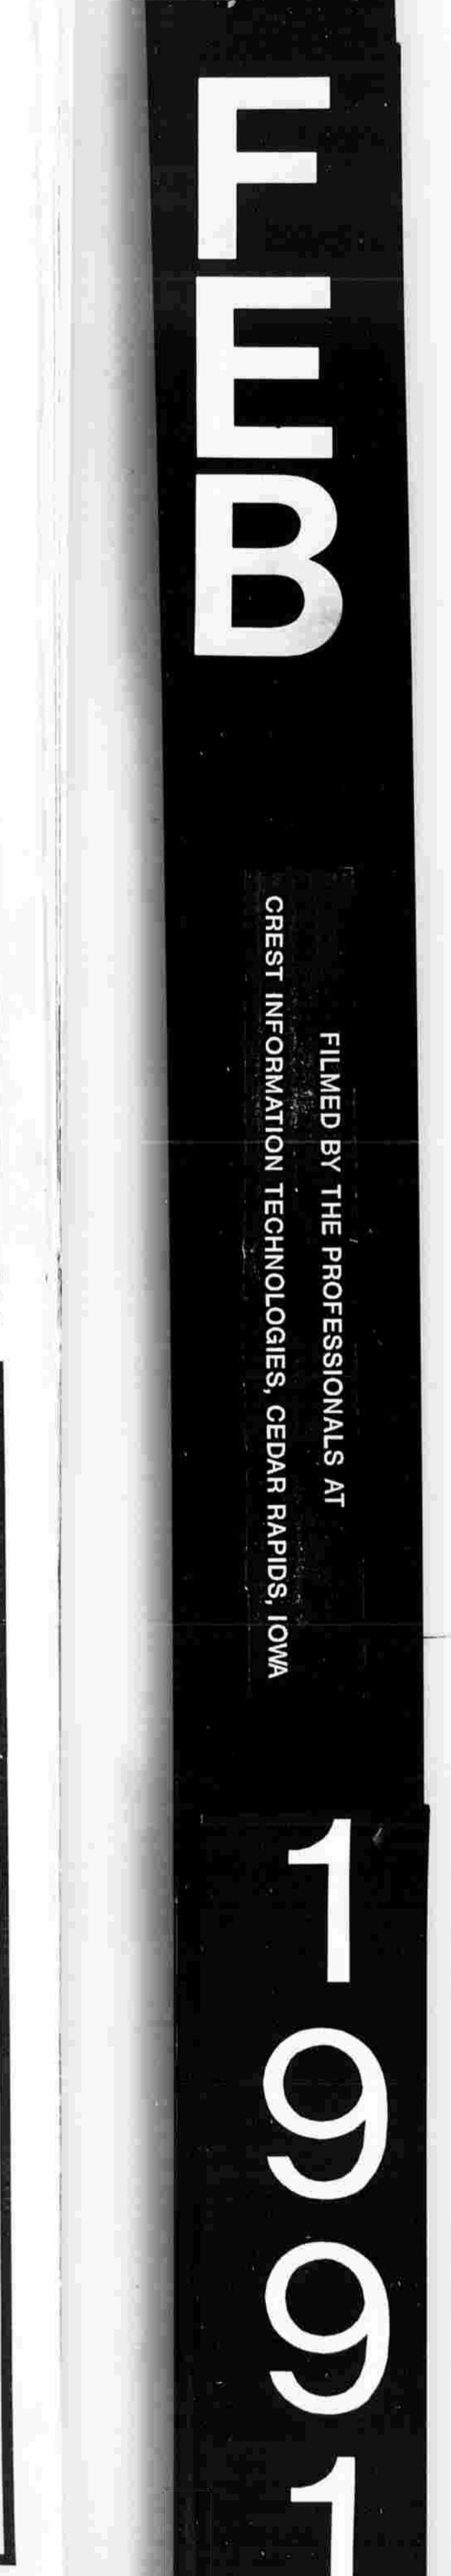 FEB
FILMED BY THE PROFESSIONALS AT
CREST INFORMATION TECHNOLOGIES, CEDAR RAPIDS, IOWA
1991